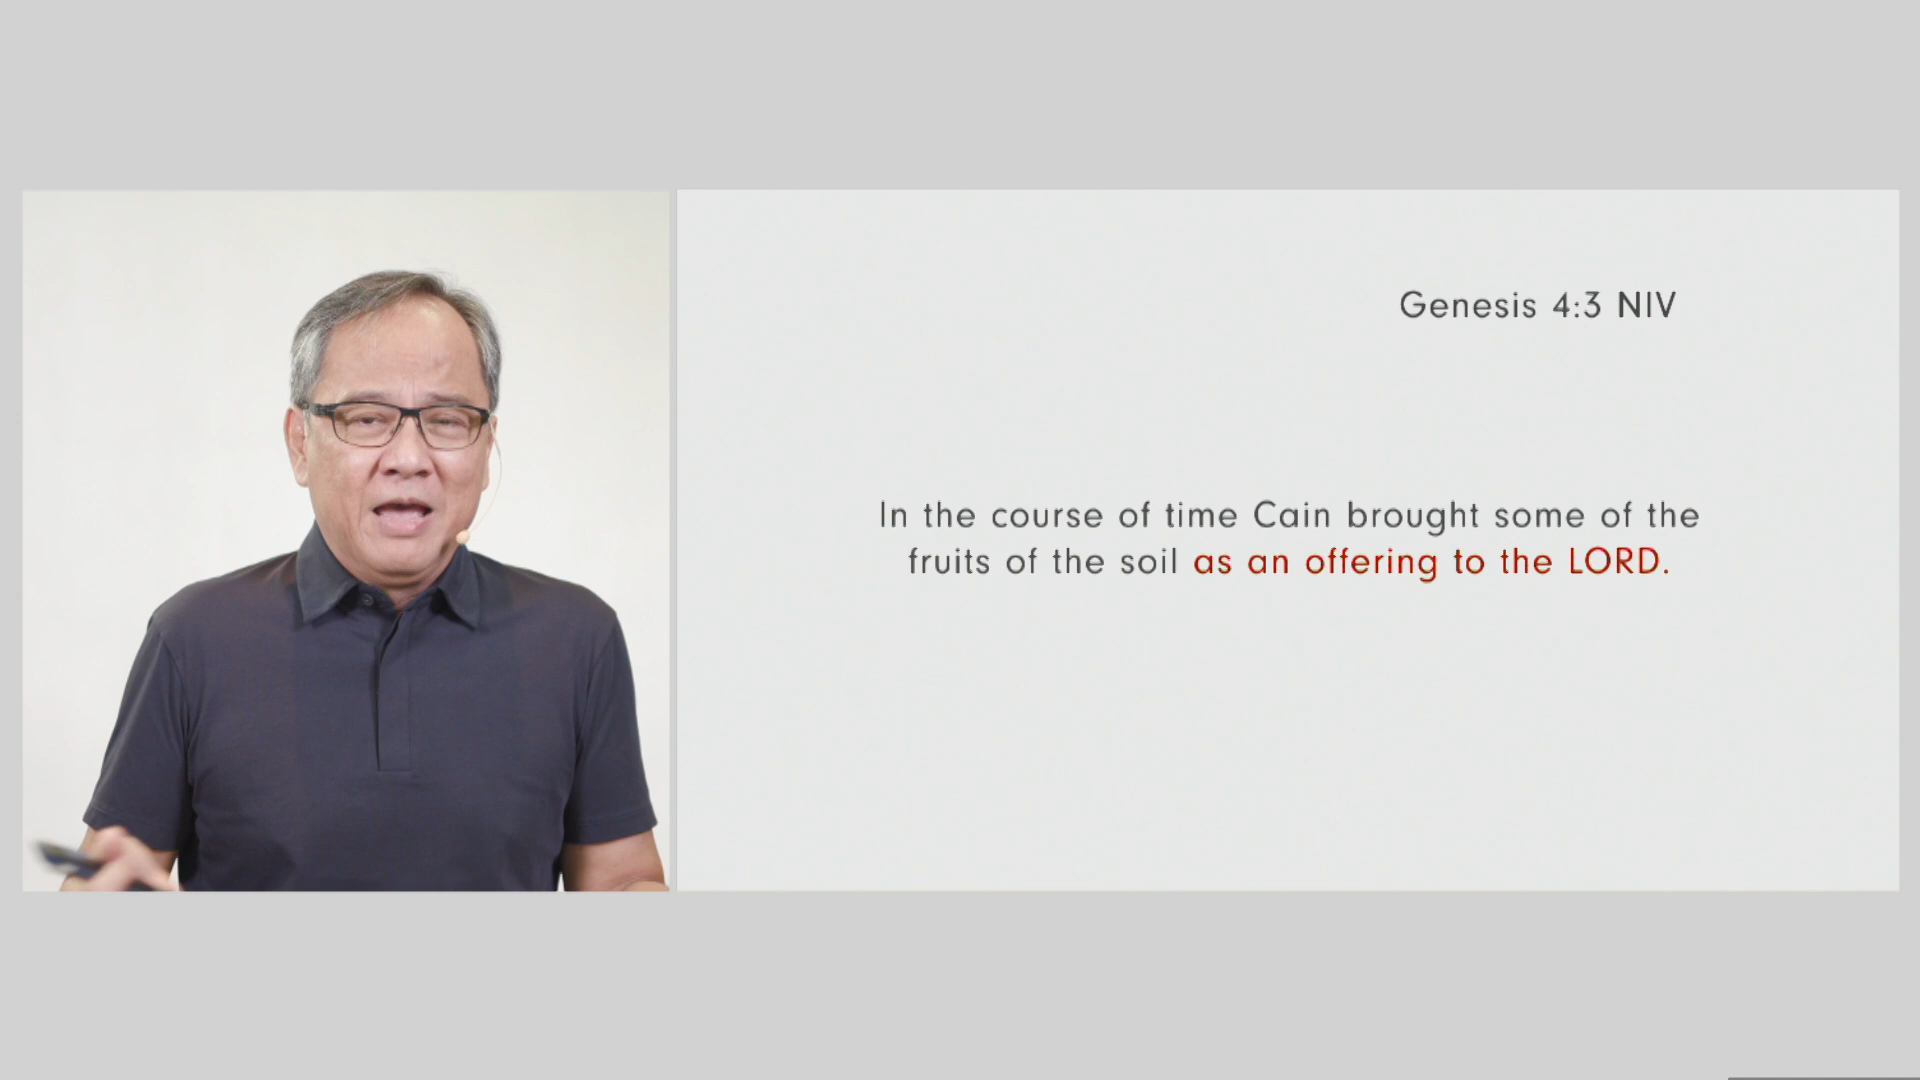 Genesis 4:3 NIV
In the course of time Cain brought some of the
fruits of the soil as an offering to the LORD.